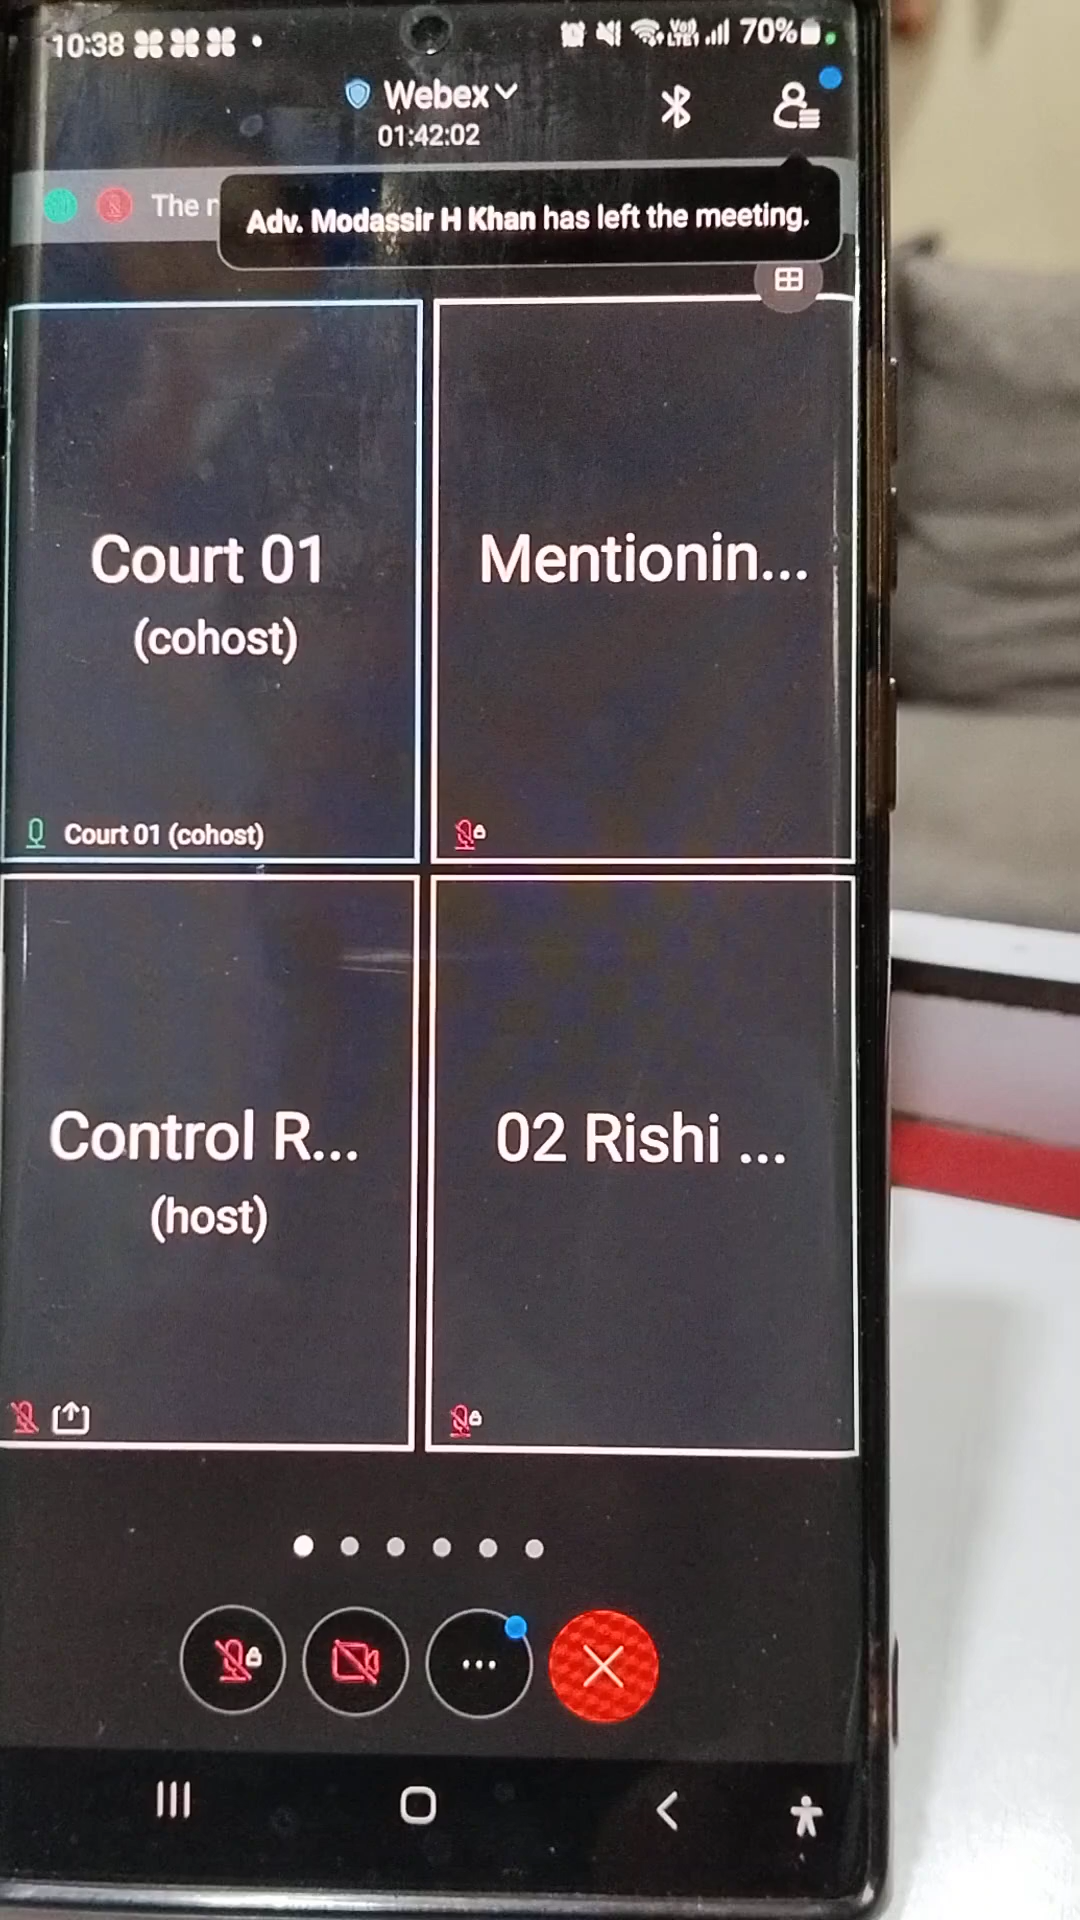 10:38
70%
Webex
01:42:02
The r
Adv. Modassir H Khan has left the meeting.
Court 01
(cohost)
Court 01 (cohost)
Mentionin...
Control R...
(host)
02 Rishi ...